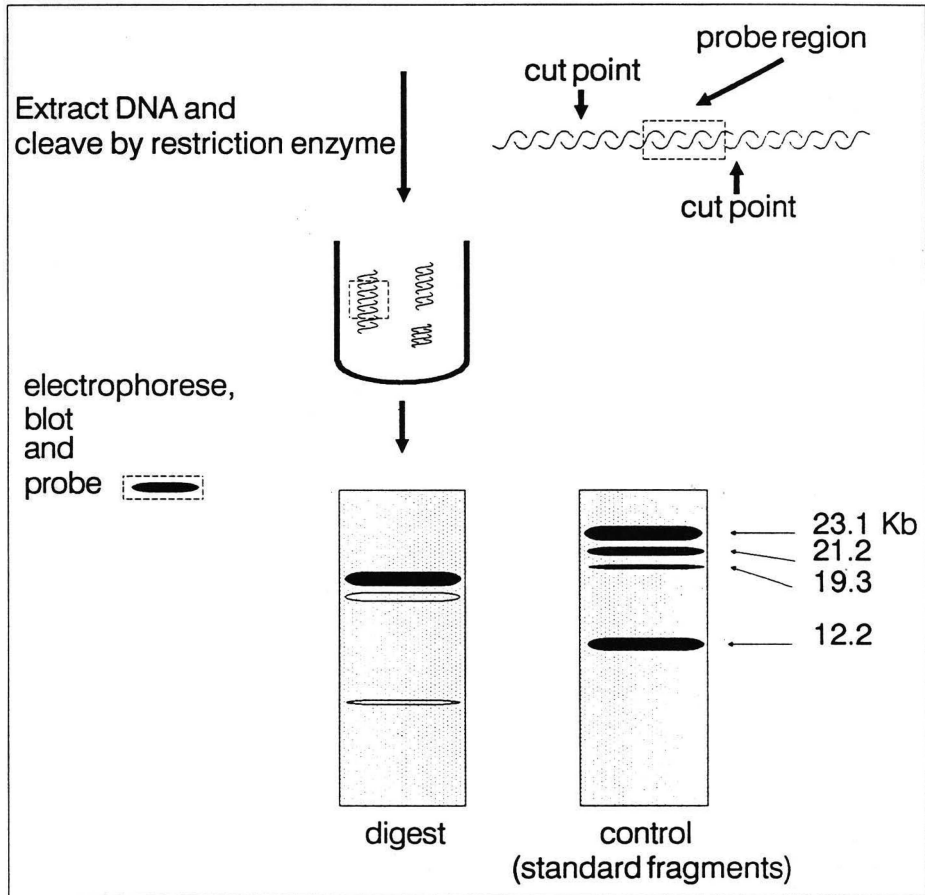 probe region
cut point
Extract DNA and
cleave by restriction enzyme
cut point
electrophorese,
blot
and
probe
23.1 Kb
21.2
19.3
12.2
digest
control
(standard fragments)